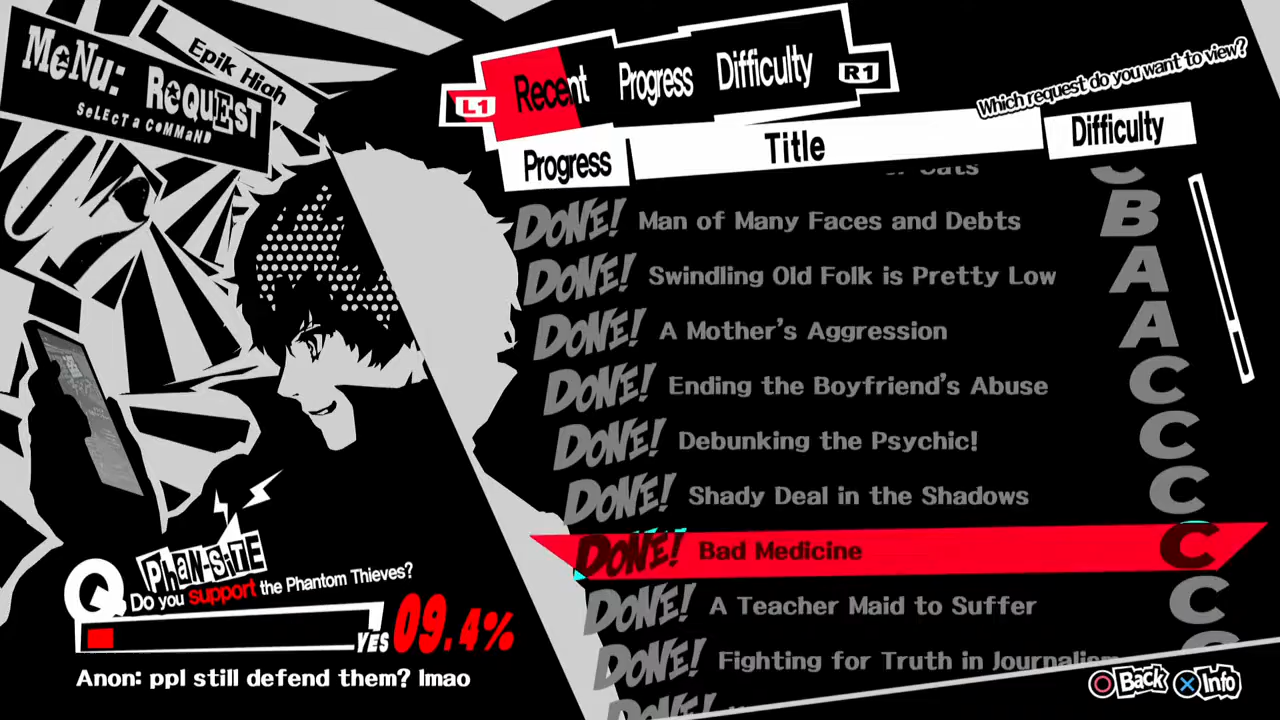 MeNu: ReQUEST
SeLEcT a CoMMaND
Epik High
L1 Recent Progress Difficulty R1
Which request do you want to view?
Progress Title Difficulty
Cats C
DONE! Man of Many Faces and Debts B
DONE! Swindling Old Folk is Pretty Low A
DONE! A Mother's Aggression A
DONE! Ending the Boyfriend's Abuse C
DONE! Debunking the Psychic! C
DONE! Shady Deal in the Shadows C
DONE! Bad Medicine C
DONE! A Teacher Maid to Suffer C
DONE! Fighting for Truth in Journalism C
DONE!
Back Info
PhaN-SiTE
Q. Do you support the Phantom Thieves?
YES 09.4%
Anon: ppl still defend them? lmao